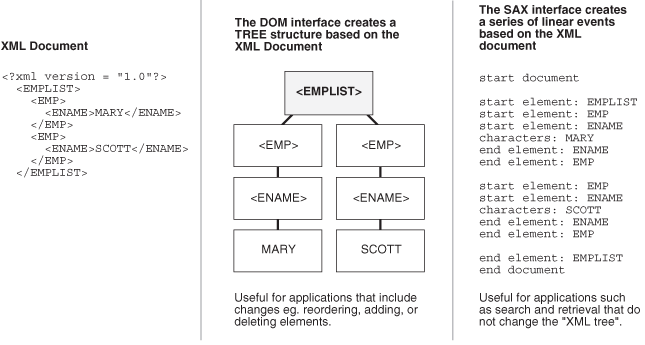 XML Document
<?xml version = "1.0"?>
<EMPLIST>
<EMP>
<ENAME>MARY</ENAME>
</EMP>
<EMP>
<ENAME>SCOTT</ENAME>
</EMP>
</EMPLIST>
The DOM interface creates a
TREE structure based on the
XML Document
<EMPLIST>
<EMP> <EMP>
<ENAME> <ENAME>
MARY SCOTT
Useful for applications that include
changes eg. reordering, adding, or
deleting elements.
The SAX interface creates
a series of linear events
based on the XML
document
start document
start element: EMPLIST
start element: EMP
start element: ENAME
characters: MARY
end element: ENAME
end element: EMP
start element: EMP
start element: ENAME
characters: SCOTT
end element: ENAME
end element: EMP
end element: EMPLIST
end document
Useful for applications such
as search and retrieval that do
not change the "XML tree".